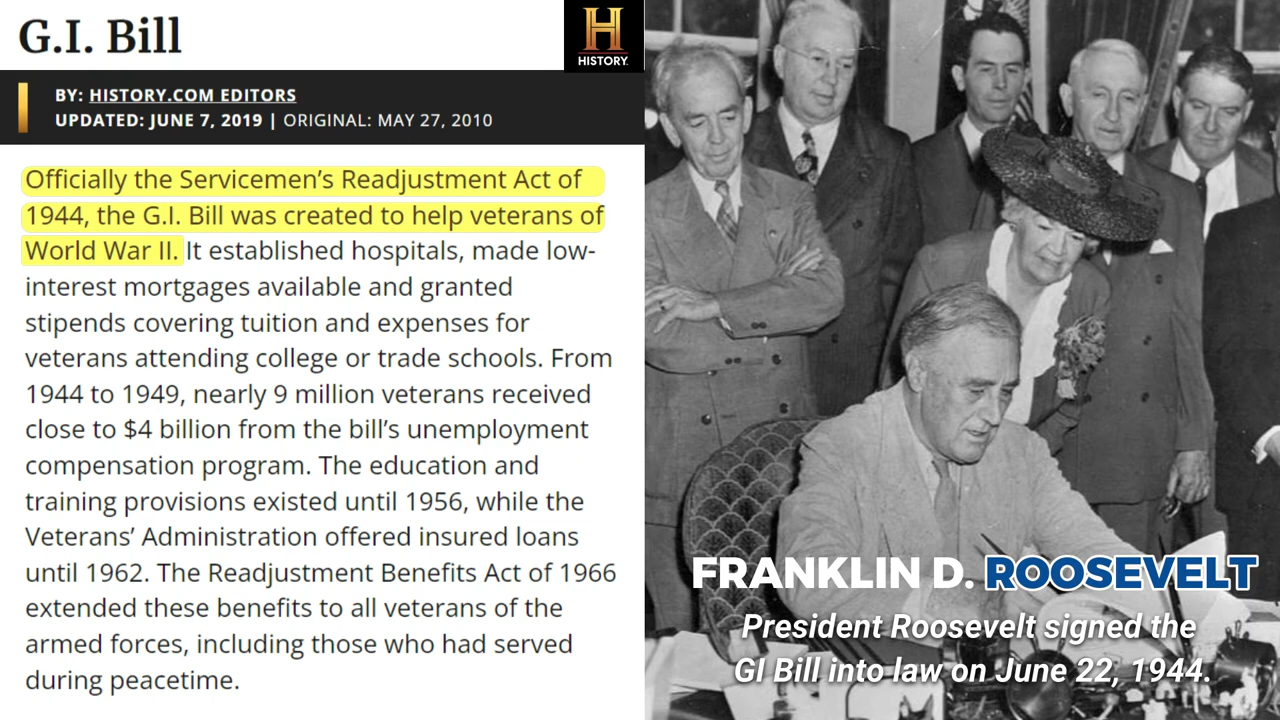 G.I. Bill
H
HISTORY.
BY: HISTORY.COM EDITORS
UPDATED: JUNE 7, 2019 | ORIGINAL: MAY 27, 2010
Officially the Servicemen’s Readjustment Act of
1944, the G.I. Bill was created to help veterans of
World War II. It established hospitals, made low-
interest mortgages available and granted
stipends covering tuition and expenses for
veterans attending college or trade schools. From
1944 to 1949, nearly 9 million veterans received
close to $4 billion from the bill’s unemployment
compensation program. The education and
training provisions existed until 1956, while the
Veterans’ Administration offered insured loans
until 1962. The Readjustment Benefits Act of 1966
extended these benefits to all veterans of the
armed forces, including those who had served
during peacetime.
FRANKLIN D. ROOSEVELT
President Roosevelt signed the
GI Bill into law on June 22, 1944.